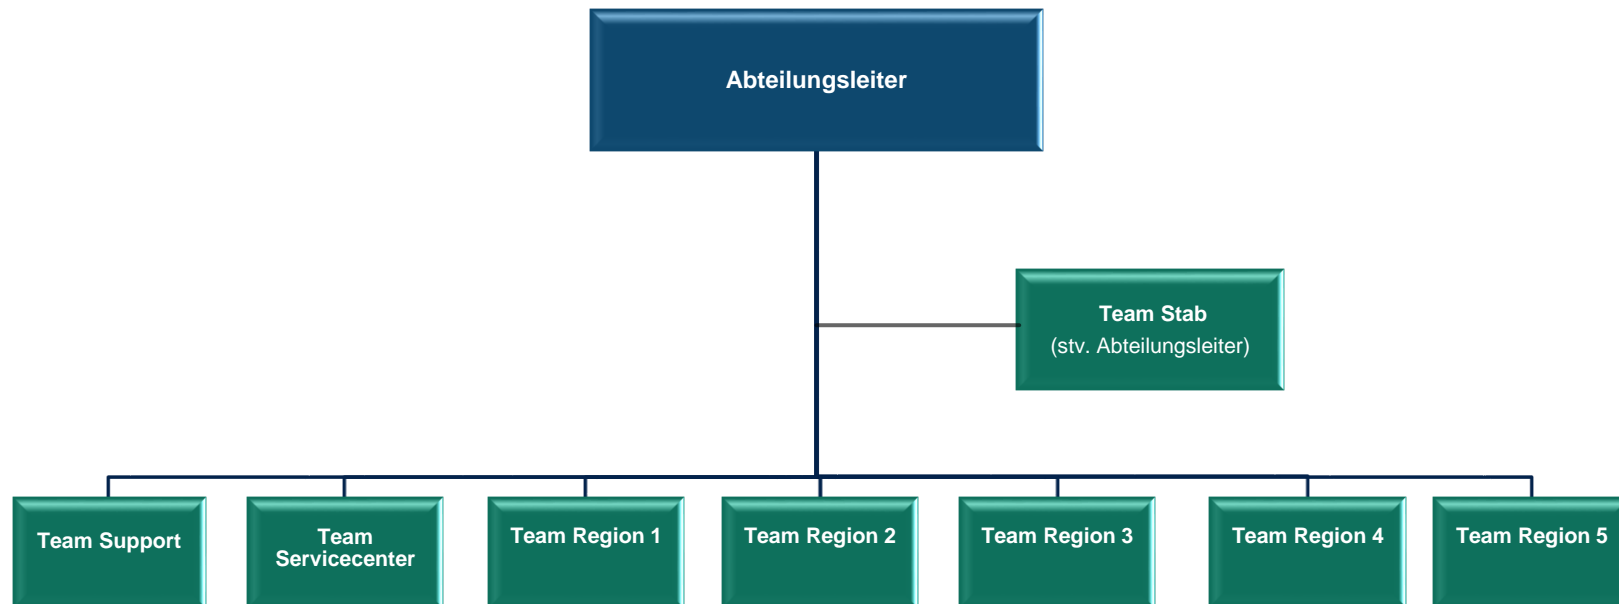 Abteilungsleiter
Team Stab
(stv. Abteilungsleiter)
Team Support
Team
Servicecenter
Team Region 1
Team Region 2
Team Region 3
Team Region 4
Team Region 5